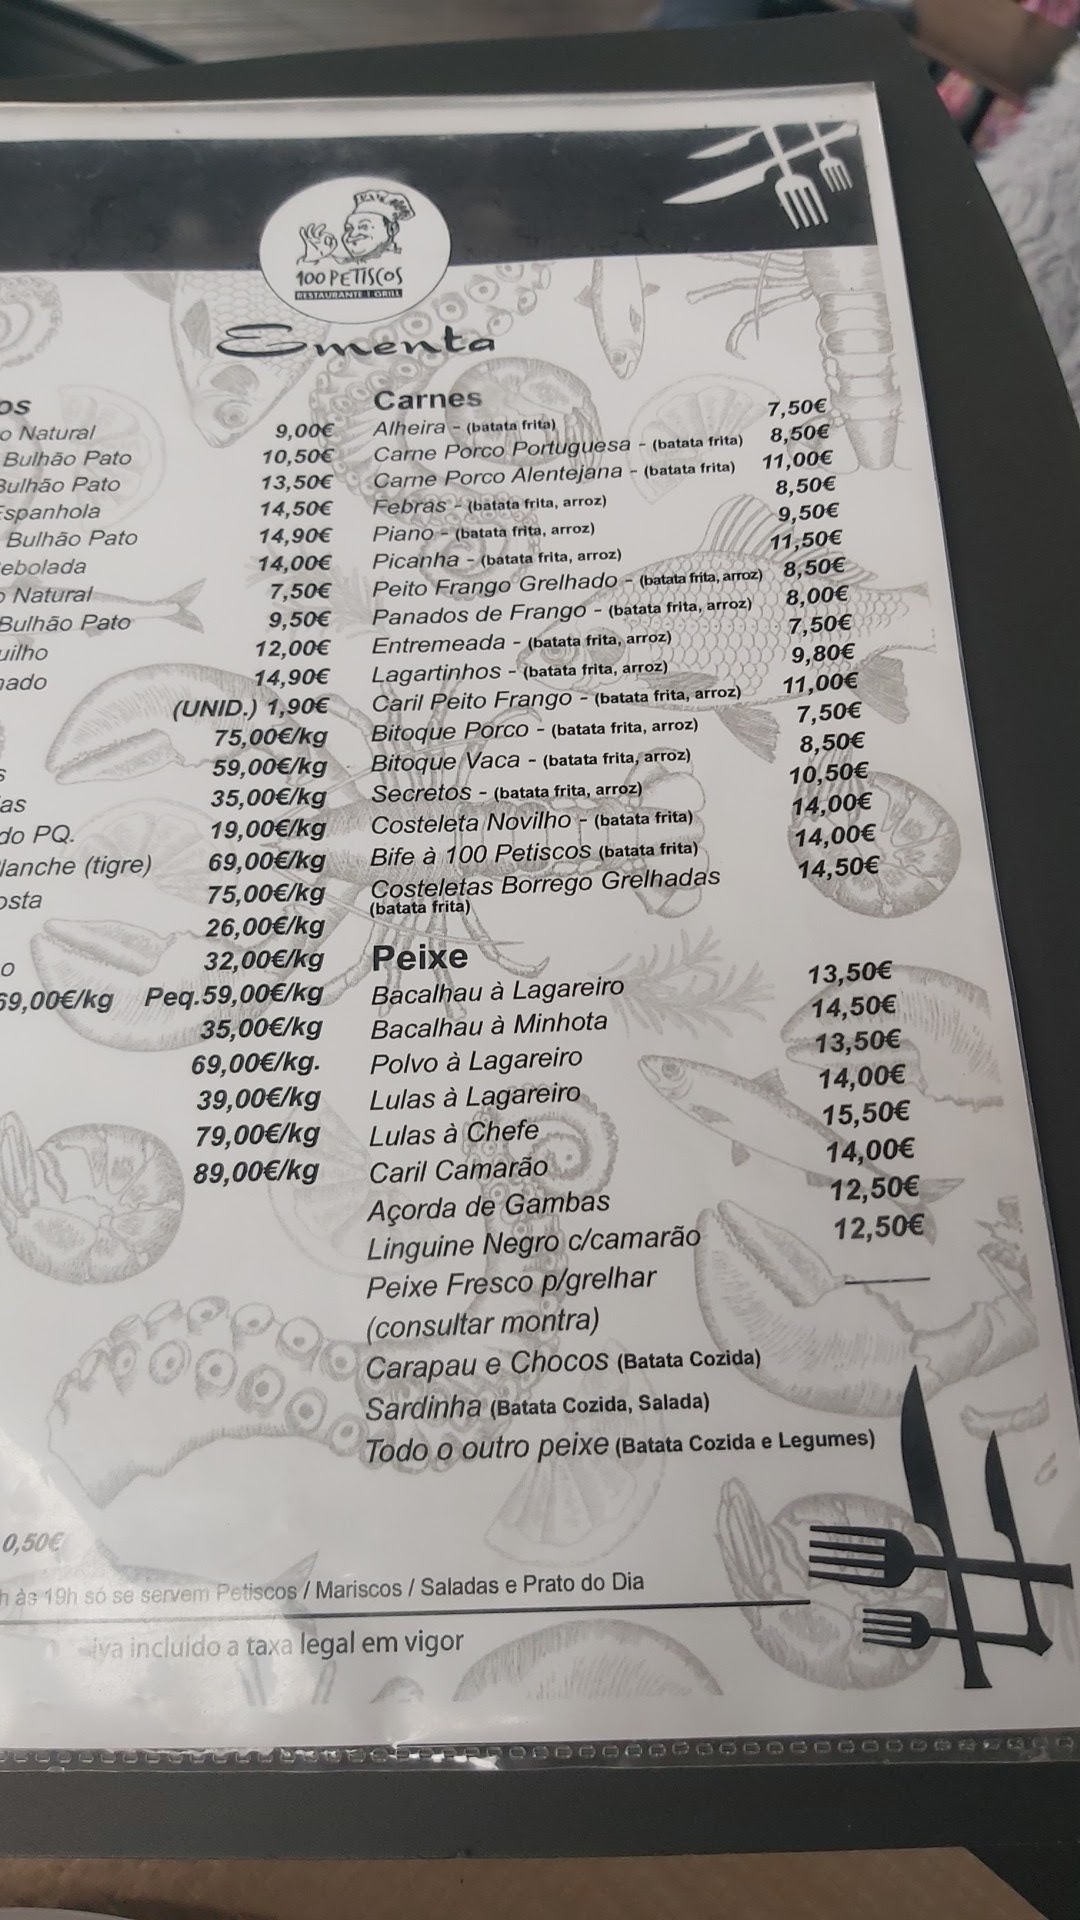 100 PETISCOS
RESTAURANTE | GRILL
Ementa
os
o Natural 9,00€
Bulhão Pato 10,50€
Bulhão Pato 13,50€
Espanhola 14,50€
Bulhão Pato 14,90€
ebolada 14,00€
o Natural 7,50€
Bulhão Pato 9,50€
uilho 12,00€
nado 14,90€
(UNID.) 1,90€
75,00€/kg
s 59,00€/kg
as 35,00€/kg
do PQ. 19,00€/kg
lanche (tigre) 69,00€/kg
osta 75,00€/kg
26,00€/kg
o 32,00€/kg
69,00€/kg Peq.59,00€/kg
35,00€/kg
69,00€/kg.
39,00€/kg
79,00€/kg
89,00€/kg
0,50€
Carnes
Alheira - (batata frita) 7,50€
Carne Porco Portuguesa - (batata frita) 8,50€
Carne Porco Alentejana - (batata frita) 11,00€
Febras - (batata frita, arroz) 8,50€
Piano - (batata frita, arroz) 9,50€
Picanha - (batata frita, arroz) 11,50€
Peito Frango Grelhado - (batata frita, arroz) 8,50€
Panados de Frango - (batata frita, arroz) 8,00€
Entremeada - (batata frita, arroz) 7,50€
Lagartinhos - (batata frita, arroz) 9,80€
Caril Peito Frango - (batata frita, arroz) 11,00€
Bitoque Porco - (batata frita, arroz) 7,50€
Bitoque Vaca - (batata frita, arroz) 8,50€
Secretos - (batata frita, arroz) 10,50€
Costeleta Novilho - (batata frita) 14,00€
Bife à 100 Petiscos (batata frita) 14,00€
Costeletas Borrego Grelhadas 14,50€
(batata frita)
Peixe
Bacalhau à Lagareiro 13,50€
Bacalhau à Minhota 14,50€
Polvo à Lagareiro 13,50€
Lulas à Lagareiro 14,00€
Lulas à Chefe 15,50€
Caril Camarão 14,00€
Açorda de Gambas 12,50€
Linguine Negro c/camarão 12,50€
Peixe Fresco p/grelhar
(consultar montra)
Carapau e Chocos (Batata Cozida)
Sardinha (Batata Cozida, Salada)
Todo o outro peixe (Batata Cozida e Legumes)
h às 19h só se servem Petiscos / Mariscos / Saladas e Prato do Dia
iva incluido a taxa legal em vigor